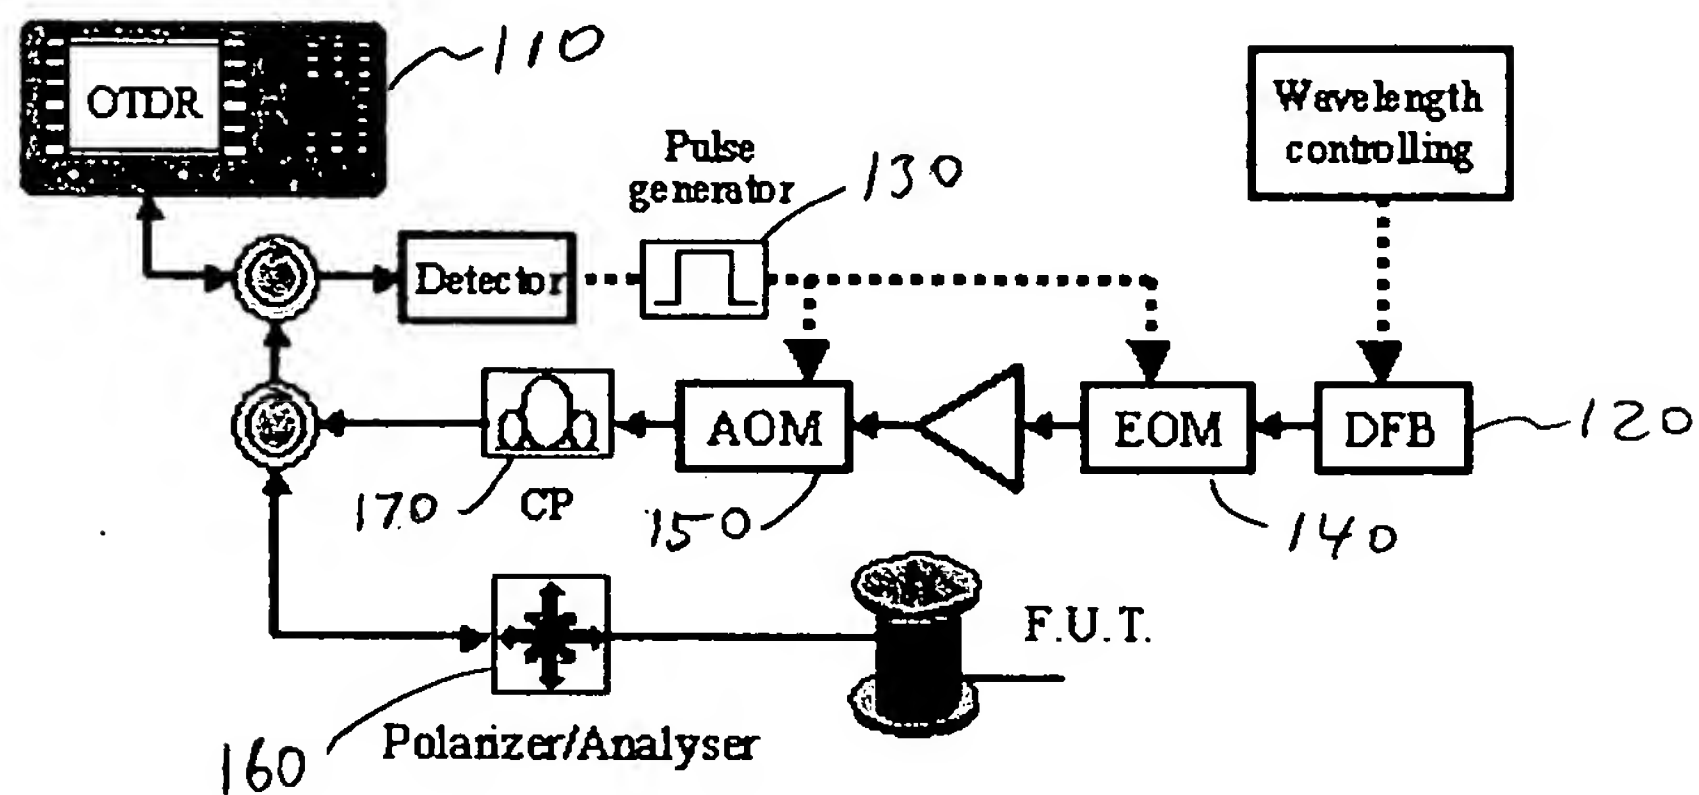 110
OTDR
Wavelength
controlling
Pulse
generator
130
Detector
AOM
EOM
DFB
120
170
CP
150
140
F.U.T.
Polarizer/Analyser
160